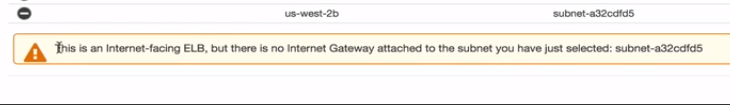 us-west-2b subnet-a32cdfd5
This is an Internet-facing ELB, but there is no Internet Gateway attached to the subnet you have just selected: subnet-a32cdfd5